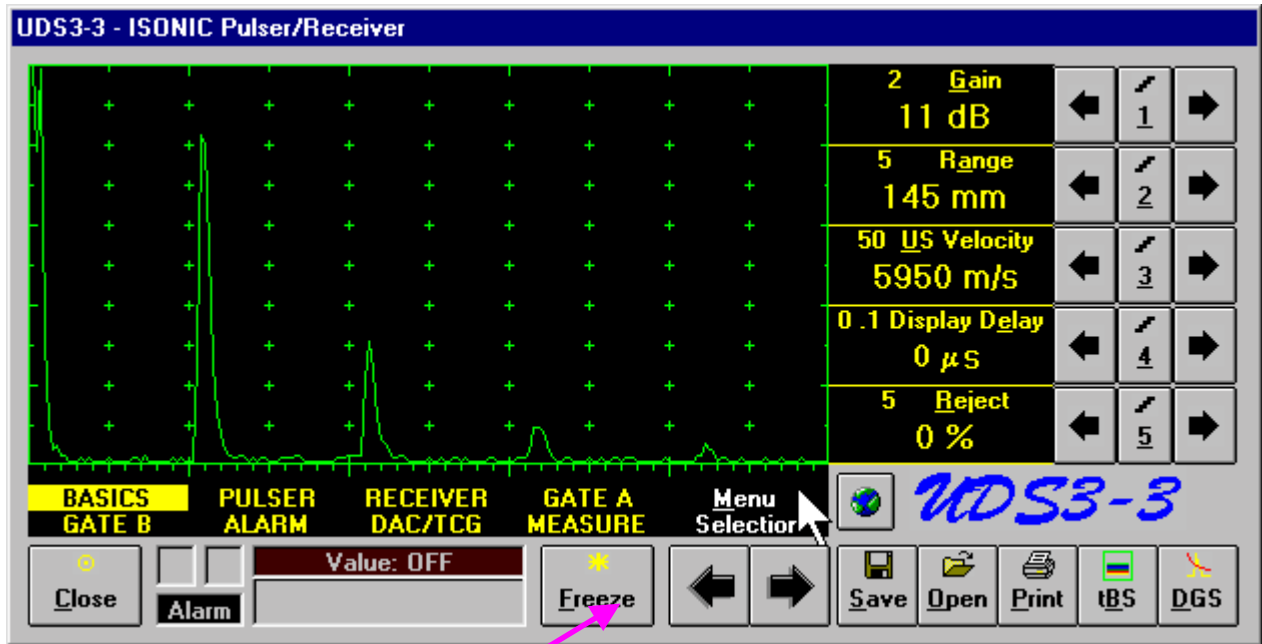 UDS3-3 - ISONIC Pulser/Receiver
2 Gain
11 dB
1
5 Range
145 mm
2
50 US Velocity
5950 m/s
3
0 .1 Display Delay
0 µs
4
5 Reject
0 %
5
BASICS PULSER RECEIVER GATE A Menu
GATE B ALARM DAC/TCG MEASURE Selection
UDS3-3
Close
Alarm
Value: OFF
Freeze
Save Open Print tBS DGS